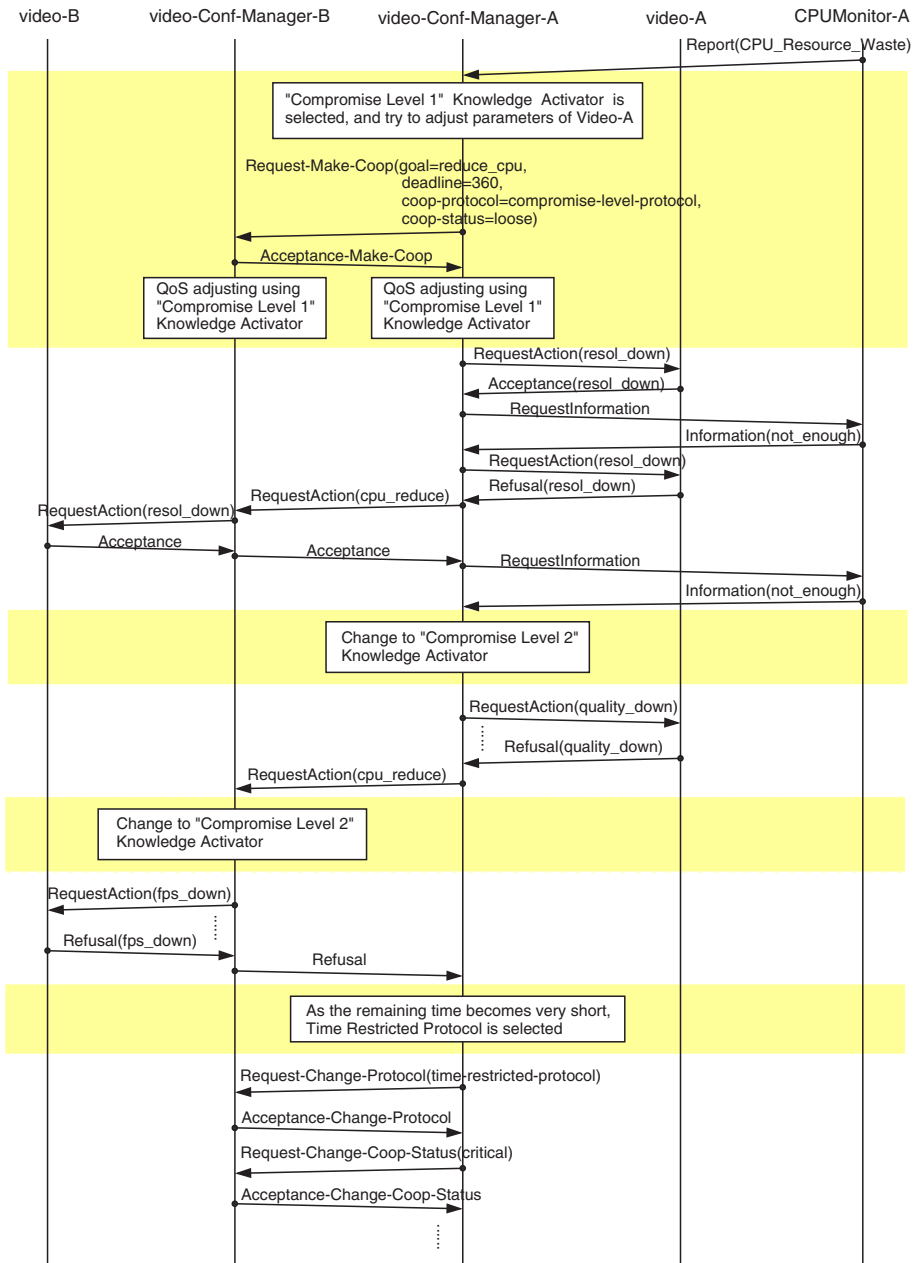 video-B
video-Conf-Manager-B
video-Conf-Manager-A
video-A
CPUMonitor-A
Report(CPU_Resource_Waste)
"Compromise Level 1" Knowledge Activator is
selected, and try to adjust parameters of Video-A
Request-Make-Coop(goal=reduce_cpu,
deadline=360,
coop-protocol=compromise-level-protocol,
coop-status=loose)
Acceptance-Make-Coop
QoS adjusting using
"Compromise Level 1"
Knowledge Activator
QoS adjusting using
"Compromise Level 1"
Knowledge Activator
RequestAction(resol_down)
Acceptance(resol_down)
RequestInformation
Information(not_enough)
RequestAction(resol_down)
Refusal(resol_down)
RequestAction(cpu_reduce)
RequestAction(resol_down)
Acceptance
Acceptance
RequestInformation
Information(not_enough)
Change to "Compromise Level 2"
Knowledge Activator
RequestAction(quality_down)
Refusal(quality_down)
RequestAction(cpu_reduce)
Change to "Compromise Level 2"
Knowledge Activator
RequestAction(fps_down)
Refusal(fps_down)
Refusal
As the remaining time becomes very short,
Time Restricted Protocol is selected
Request-Change-Protocol(time-restricted-protocol)
Acceptance-Change-Protocol
Request-Change-Coop-Status(critical)
Acceptance-Change-Coop-Status